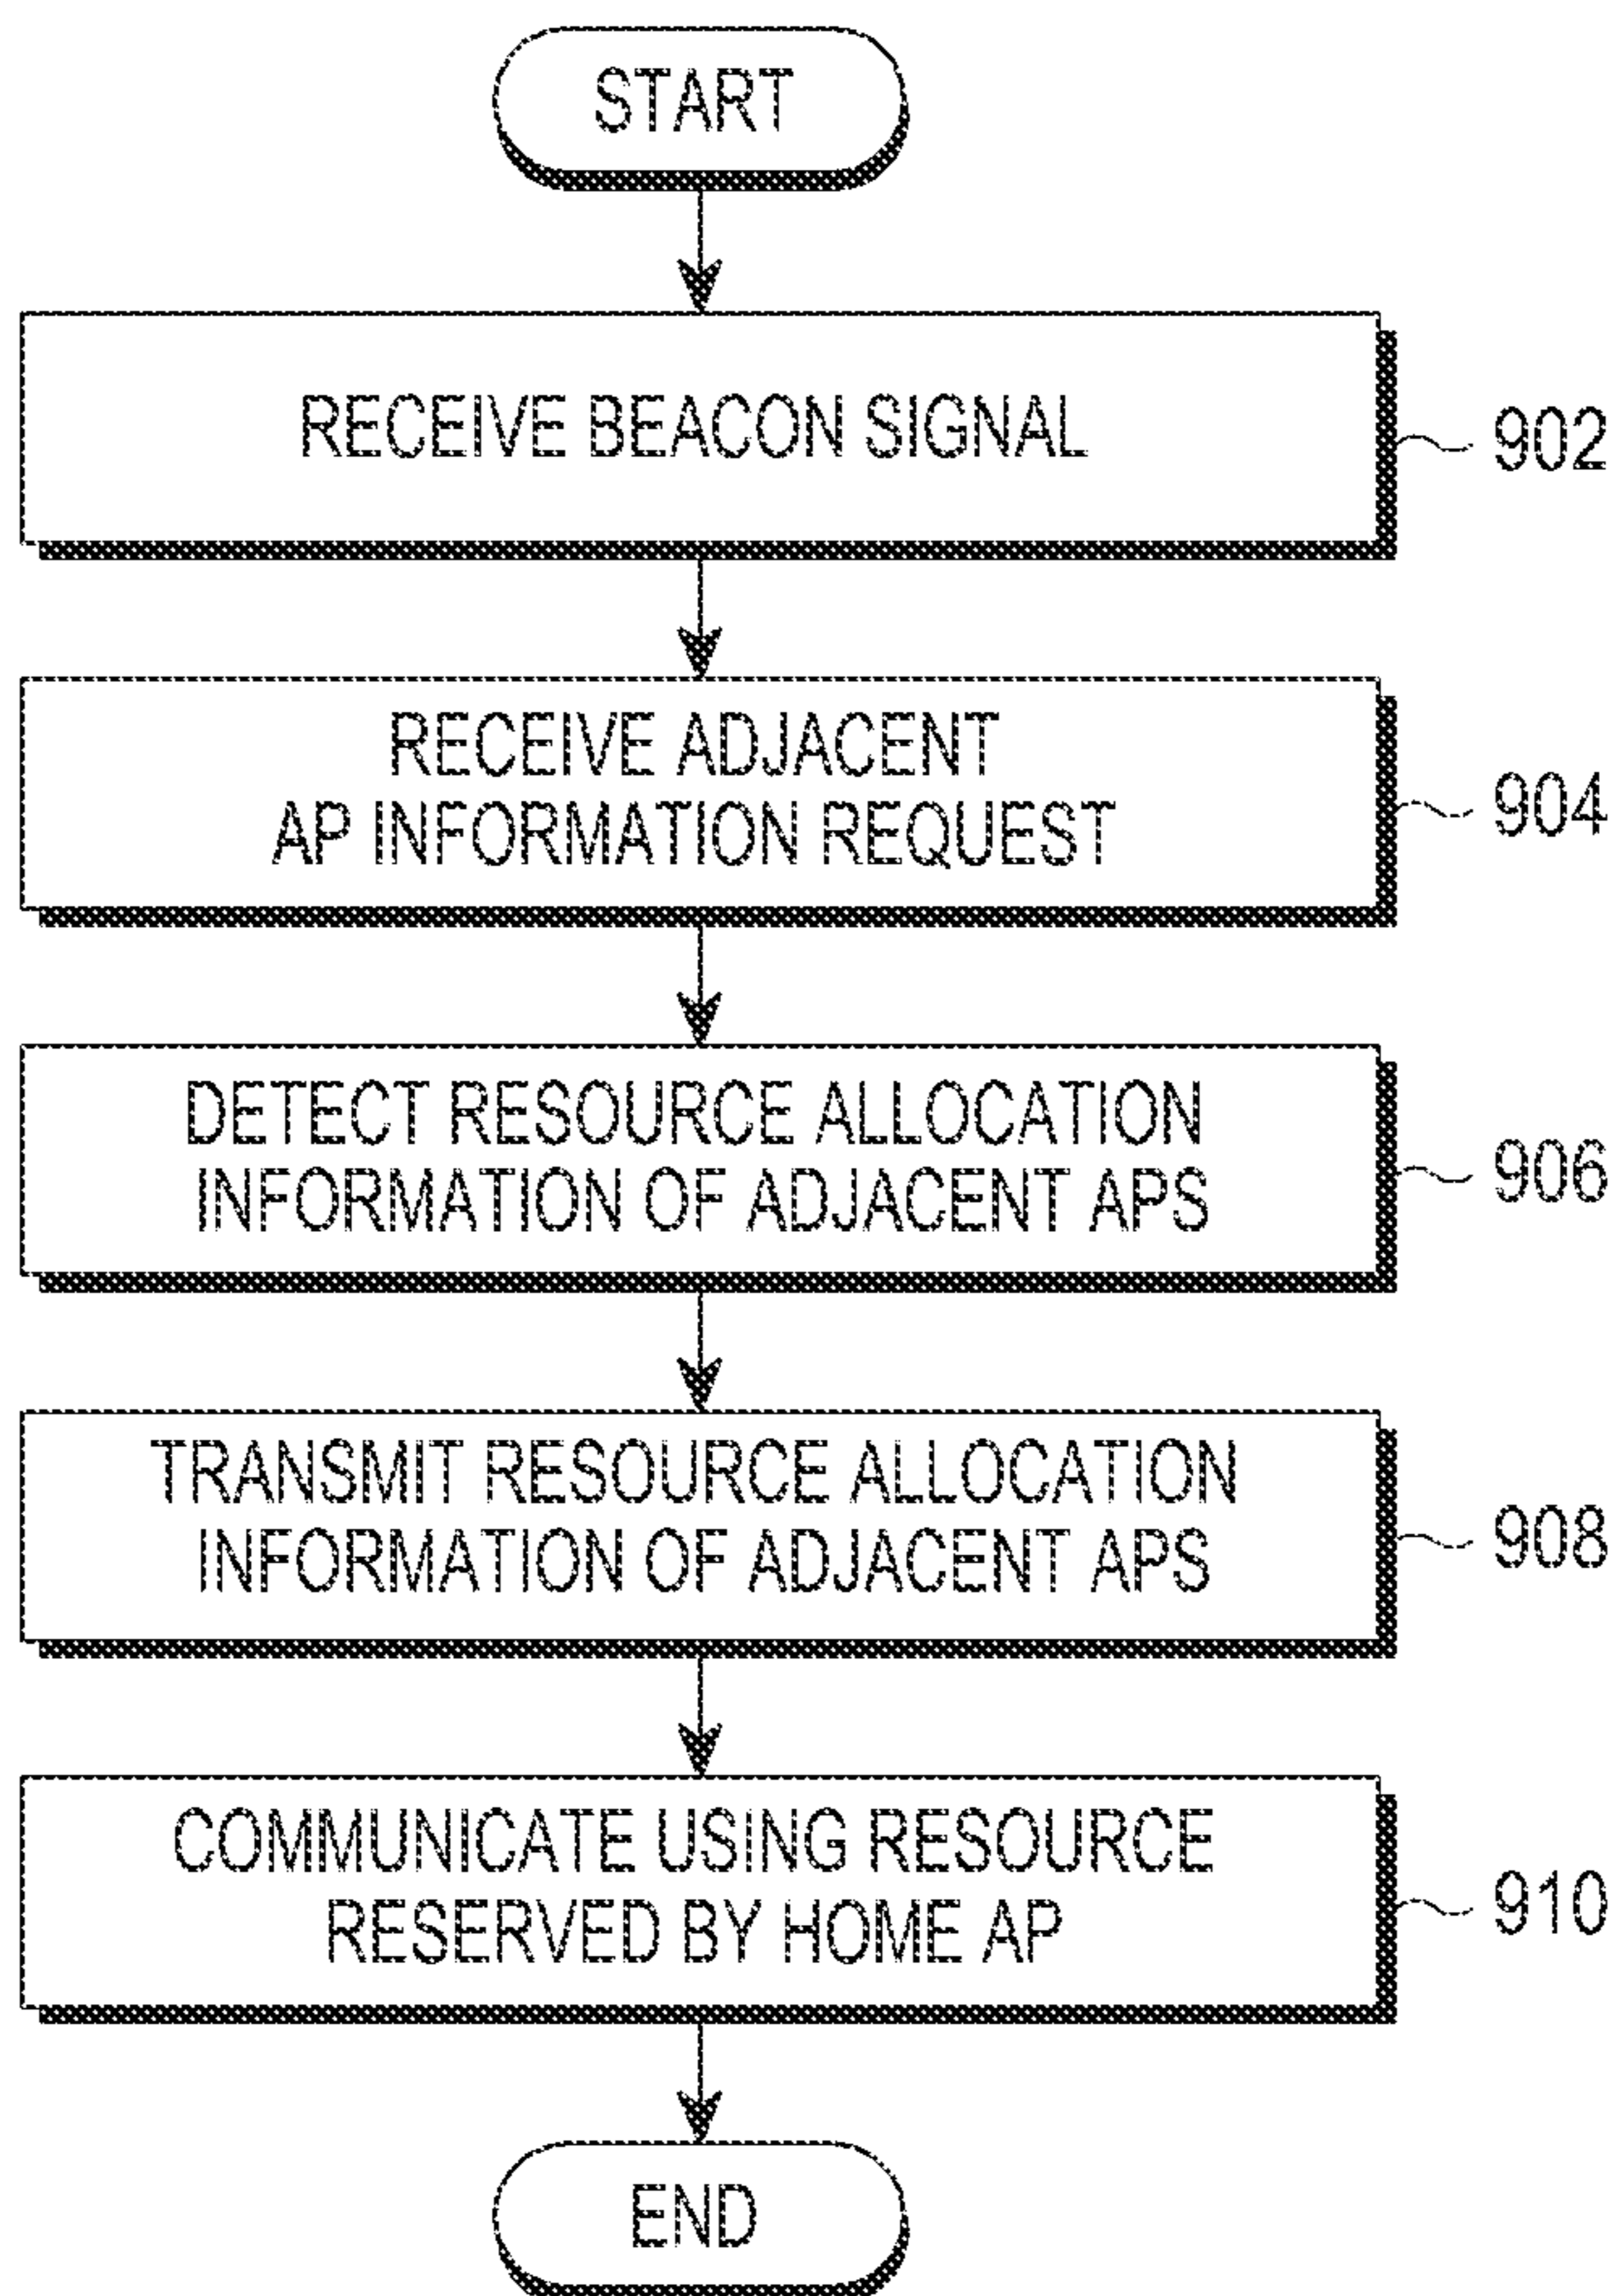 START
RECEIVE BEACON SIGNAL
902
RECEIVE ADJACENT
AP INFORMATION REQUEST
904
DETECT RESOURCE ALLOCATION
INFORMATION OF ADJACENT APS
906
TRANSMIT RESOURCE ALLOCATION
INFORMATION OF ADJACENT APS
908
COMMUNICATE USING RESOURCE
RESERVED BY HOME AP
910
END